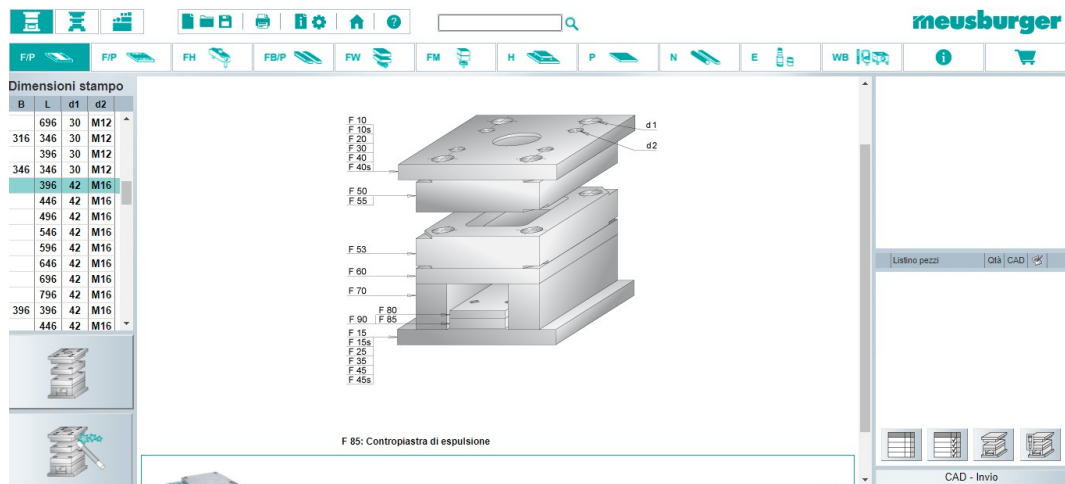 meusburger
F/P F/P FH FB/P FW FM H P N E WB
Dimensioni stampo
B L d1 d2
696 30 M12
316 346 30 M12
396 30 M12
346 346 30 M12
396 42 M16
446 42 M16
496 42 M16
546 42 M16
596 42 M16
646 42 M16
696 42 M16
796 42 M16
396 396 42 M16
446 42 M16
F 10
F 10s
F 20
F 30
F 40
F 40s
d1
d2
F 50
F 55
F 53
F 60
F 70
F 80
F 90 F 85
F 15
F 15s
F 25
F 35
F 45
F 45s
F 85: Contropiastra di espulsione
Listino pezzi Qtà CAD
CAD - Invio